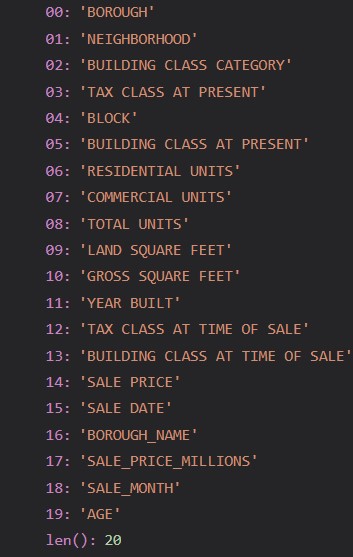 00: 'BOROUGH'
01: 'NEIGHBORHOOD'
02: 'BUILDING CLASS CATEGORY'
03: 'TAX CLASS AT PRESENT'
04: 'BLOCK'
05: 'BUILDING CLASS AT PRESENT'
06: 'RESIDENTIAL UNITS'
07: 'COMMERCIAL UNITS'
08: 'TOTAL UNITS'
09: 'LAND SQUARE FEET'
10: 'GROSS SQUARE FEET'
11: 'YEAR BUILT'
12: 'TAX CLASS AT TIME OF SALE'
13: 'BUILDING CLASS AT TIME OF SALE'
14: 'SALE PRICE'
15: 'SALE DATE'
16: 'BOROUGH_NAME'
17: 'SALE_PRICE_MILLIONS'
18: 'SALE_MONTH'
19: 'AGE'
len(): 20